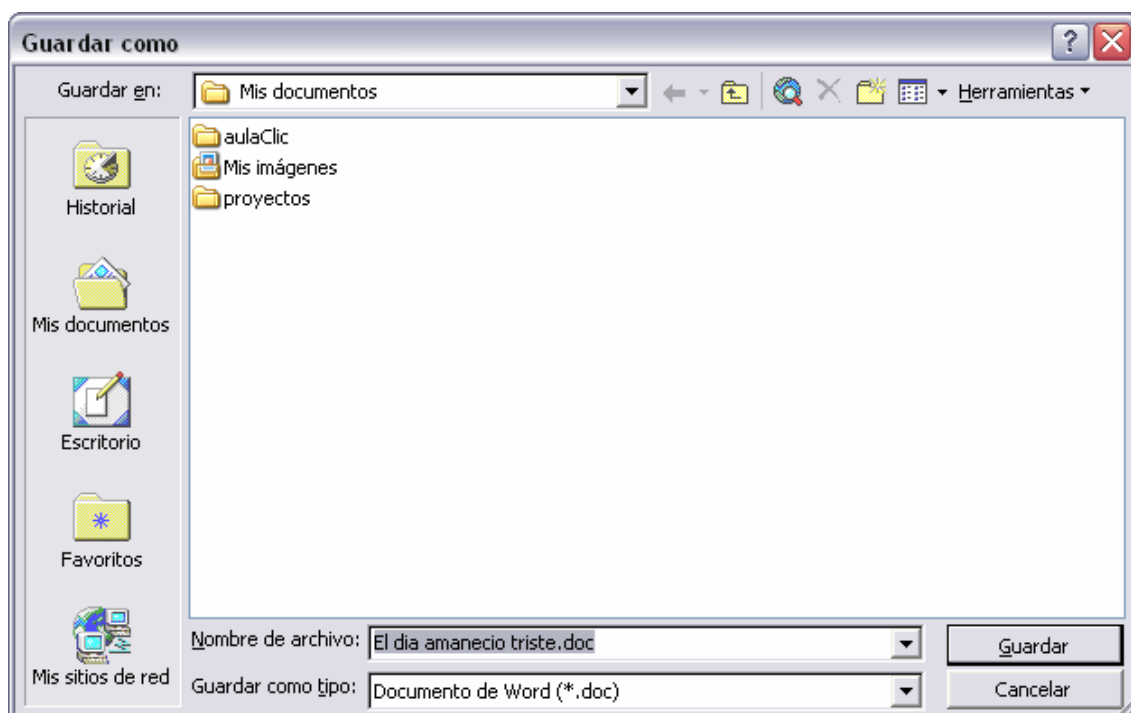 Guardar como
Guardar en:
Mis documentos
Herramientas
aulaClic
Mis imágenes
proyectos
Historial
Mis documentos
Escritorio
Favoritos
Mis sitios de red
Nombre de archivo:
El dia amanecio triste.doc
Guardar
Guardar como tipo:
Documento de Word (*.doc)
Cancelar